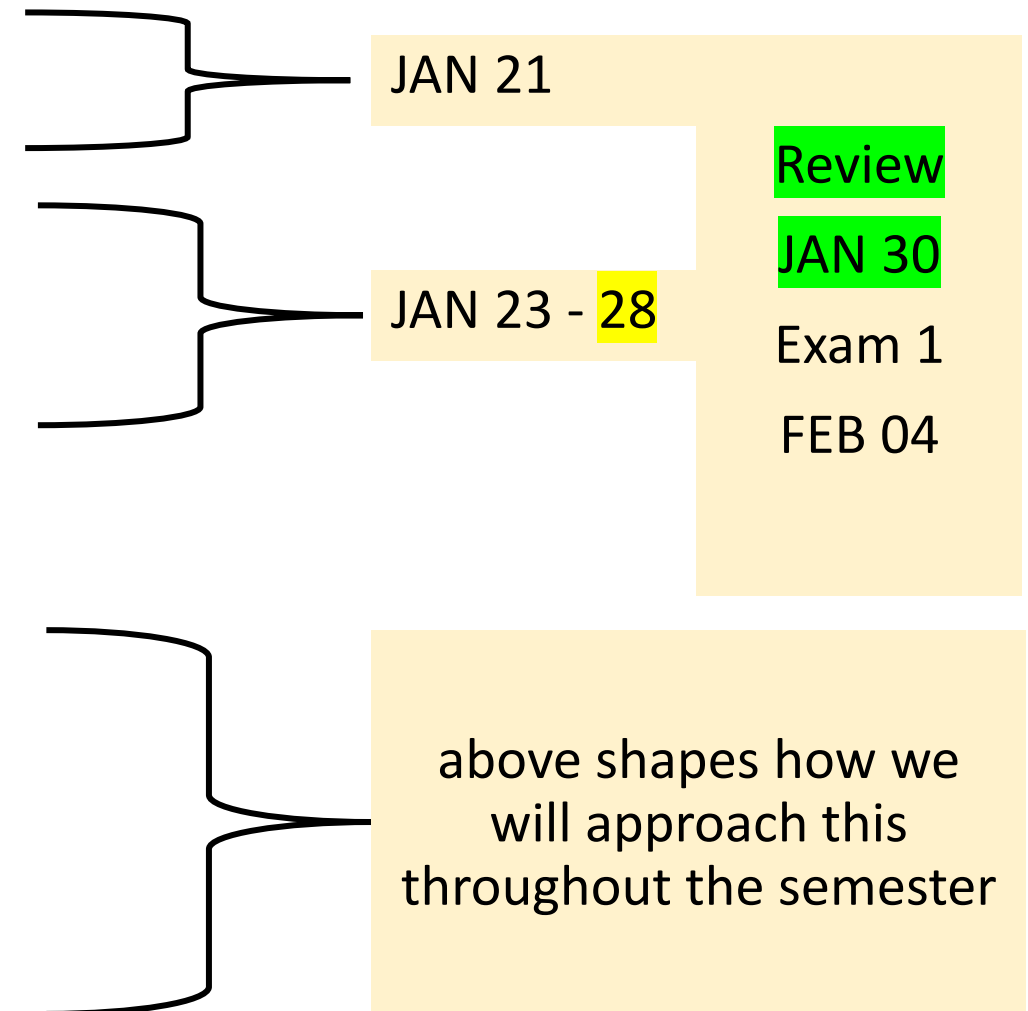 JAN 21
Review
JAN 30
JAN 23 - 28
Exam 1
FEB 04
above shapes how we
will approach this
throughout the semester